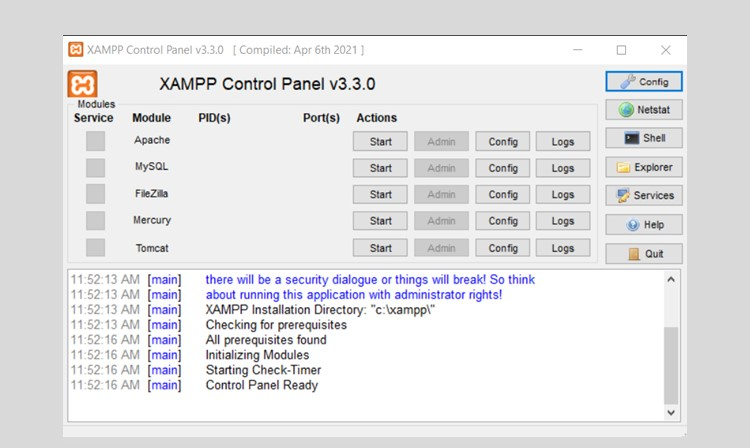 XAMPP Control Panel v3.3.0 [ Compiled: Apr 6th 2021 ]
XAMPP Control Panel v3.3.0
Config
Modules
Service Module PID(s) Port(s) Actions
Netstat
Apache Start Admin Config Logs
Shell
MySQL Start Admin Config Logs
Explorer
FileZilla Start Admin Config Logs
Services
Mercury Start Admin Config Logs
Help
Tomcat Start Admin Config Logs
Quit
11:52:13 AM [main] there will be a security dialogue or things will break! So think
11:52:13 AM [main] about running this application with administrator rights!
11:52:13 AM [main] XAMPP Installation Directory: "c:\xampp\"
11:52:13 AM [main] Checking for prerequisites
11:52:16 AM [main] All prerequisites found
11:52:16 AM [main] Initializing Modules
11:52:16 AM [main] Starting Check-Timer
11:52:16 AM [main] Control Panel Ready